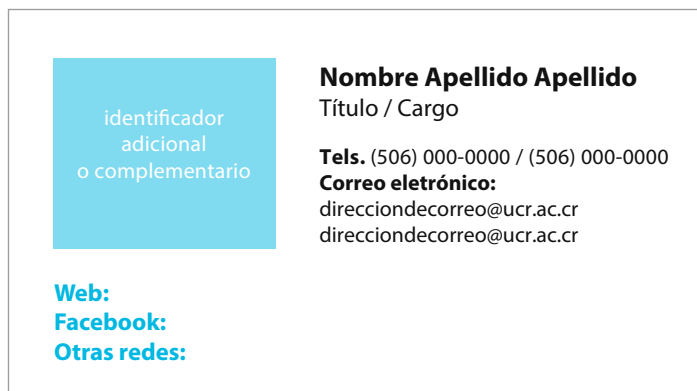 identificador
adicional
o complementario
Nombre Apellido Apellido
Título / Cargo
Tels. (506) 000-0000 / (506) 000-0000
Correo eletrónico:
direcciondecorreo@ucr.ac.cr
direcciondecorreo@ucr.ac.cr
Web:
Facebook:
Otras redes: